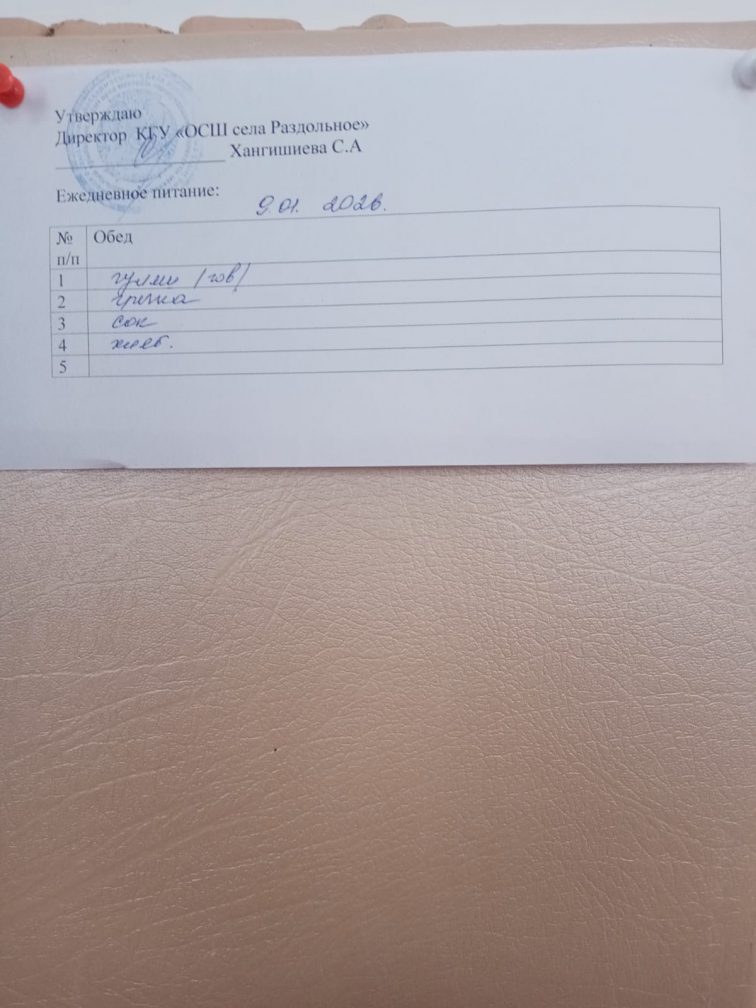 Утверждаю
Директор КГУ «ОСШ села Раздольное»
Хангишиева С.А
Ежедневное питание:
9.01. 2026.
№ п/п Обед
1 гуляш (гов)
2 гречка
3 сок
4 хлеб.
5